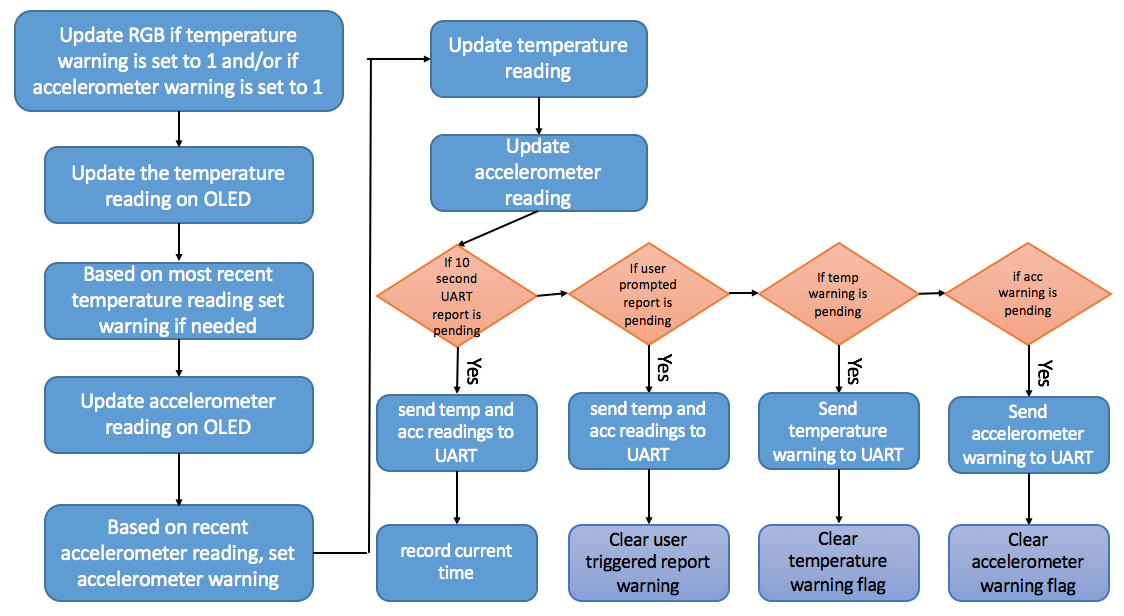 Update RGB if temperature
warning is set to 1 and/or if
accelerometer warning is set to 1
Update the temperature
reading on OLED
Based on most recent
temperature reading set
warning if needed
Update accelerometer
reading on OLED
Based on recent
accelerometer reading, set
accelerometer warning
Update temperature
reading
Update
accelerometer
reading
If 10
second
UART
report is
pending
Yes
send temp and
acc readings to
UART
record current
time
If user
prompted
report is
pending
Yes
send temp and
acc readings to
UART
Clear user
triggered report
warning
If temp
warning is
pending
Yes
Send
temperature
warning to UART
Clear
temperature
warning flag
if acc
warning is
pending
Yes
Send
accelerometer
warning to UART
Clear
accelerometer
warning flag